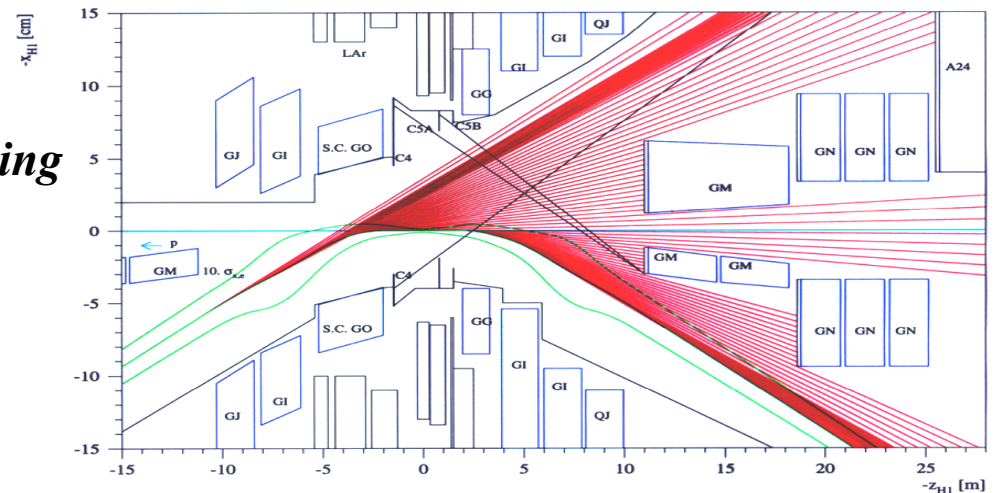 -x_H1 [cm]
15
10
5
0
-5
-10
-15
ing
LAr
GI
QJ
GG
GI
A24
C5A
C5B
GJ
GI
S.C. GO
C4
GM
GN
GN
GN
← P
GM
10. σx,e
C4
GM
GM
S.C. GO
GG
GI
GN
GN
GN
GJ
GI
GI
QJ
-15
-10
-5
0
5
10
15
20
25
-z_H1 [m]